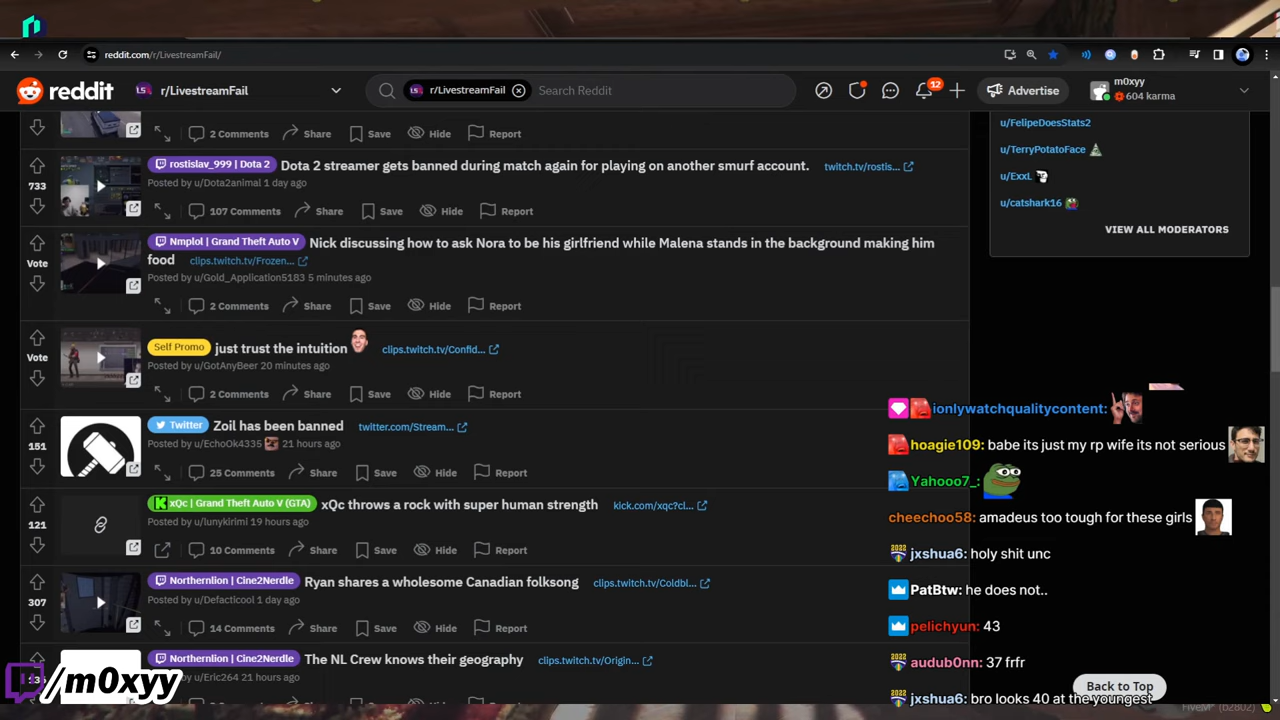 reddit.com/r/LivestreamFail/
reddit
r/LivestreamFail
r/LivestreamFail
Search Reddit
12
Advertise
m0xyy
604 karma
2 Comments Share Save Hide Report
733
rostislav_999 | Dota 2 Dota 2 streamer gets banned during match again for playing on another smurf account. twitch.tv/rostis...
Posted by u/Dota2animal 1 day ago
107 Comments Share Save Hide Report
Vote
Nmplol | Grand Theft Auto V Nick discussing how to ask Nora to be his girlfriend while Malena stands in the background making him
food clips.twitch.tv/Frozen...
Posted by u/Gold_Application5183 5 minutes ago
2 Comments Share Save Hide Report
Vote
Self Promo just trust the intuition clips.twitch.tv/Confid...
Posted by u/GotAnyBeer 20 minutes ago
2 Comments Share Save Hide Report
151
Twitter Zoil has been banned twitter.com/Stream...
Posted by u/EchoOk4335 21 hours ago
25 Comments Share Save Hide Report
121
xQc | Grand Theft Auto V (GTA) xQc throws a rock with super human strength kick.com/xqc?cl...
Posted by u/lunykirimi 19 hours ago
10 Comments Share Save Hide Report
307
Northernlion | Cine2Nerdle Ryan shares a wholesome Canadian folksong clips.twitch.tv/Coldbl...
Posted by u/Defacticool 1 day ago
14 Comments Share Save Hide Report
Northernlion | Cine2Nerdle The NL Crew knows their geography clips.twitch.tv/Origin...
Posted by u/Eric264 21 hours ago
/m0xyy
u/FelipeDoesStats2
u/TerryPotatoFace
u/ExxL
u/catshark16
VIEW ALL MODERATORS
ionlywatchqualitycontent:
hoagie109: babe its just my rp wife its not serious
Yahooo7_:
cheechoo58: amadeus too tough for these girls
jxshua6: holy shit unc
PatBtw: he does not..
pelichyun: 43
audub0nn: 37 frfr
Back to Top
jxshua6: bro looks 40 at the youngest
FiveM® (b2802)